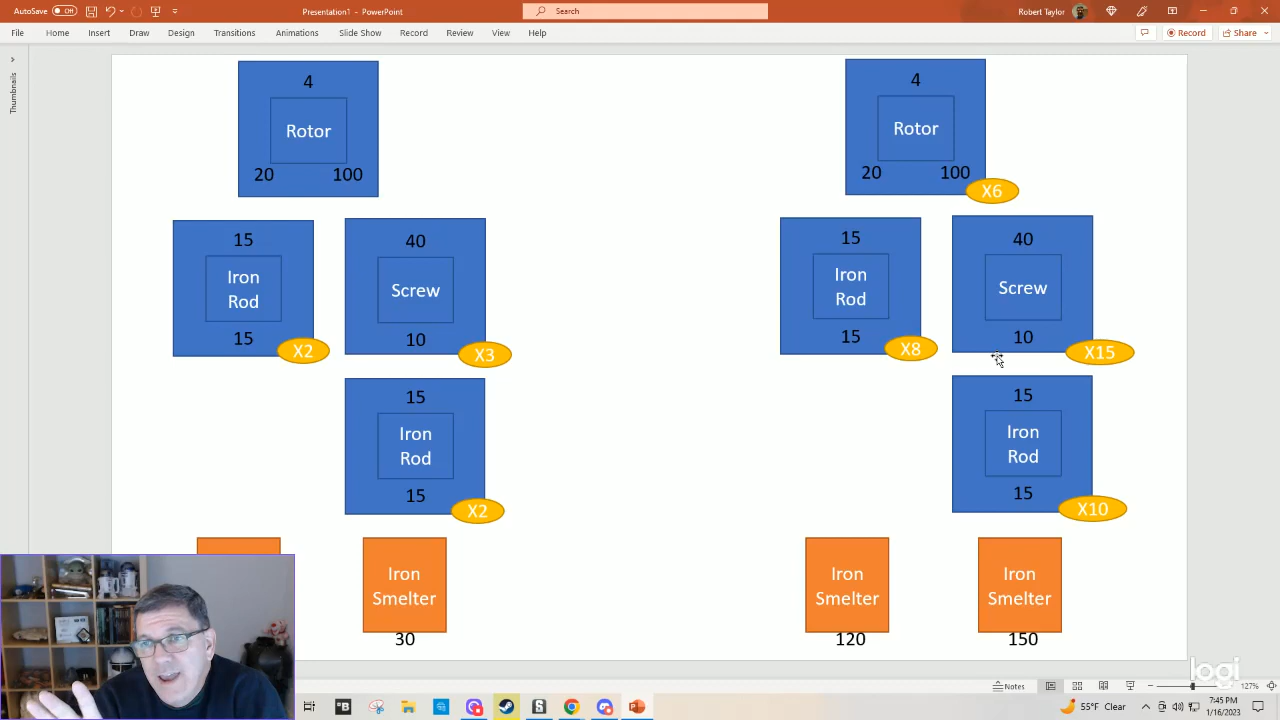 AutoSave Off
Presentation1 - PowerPoint
Search
Robert Taylor
File Home Insert Draw Design Transitions Animations Slide Show Record Review View Help
Record Share
Thumbnails
4
Rotor
20 100
15
Iron
Rod
15
X2
40
Screw
10
X3
15
Iron
Rod
15
X2
Iron
Smelter
30
4
Rotor
20 100
X6
15
Iron
Rod
15
X8
40
Screw
10
X15
15
Iron
Rod
15
X10
Iron
Smelter
120
Iron
Smelter
150
logi
Notes
127%
55°F Clear
7:45 PM
1/16/2023